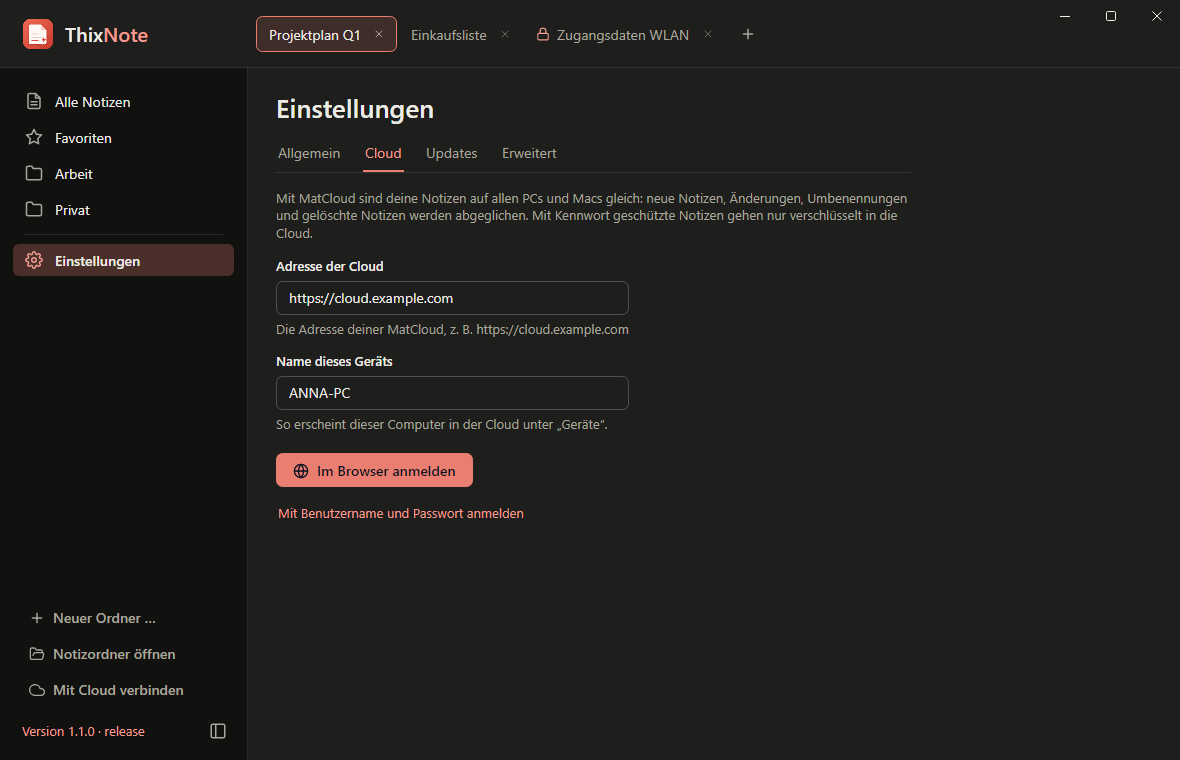 ThixNote
Projektplan Q1
Einkaufsliste
Zugangsdaten WLAN
Alle Notizen
Favoriten
Arbeit
Privat
Einstellungen
Neuer Ordner ...
Notizordner öffnen
Mit Cloud verbinden
Version 1.1.0 · release
Einstellungen
Allgemein Cloud Updates Erweitert
Mit MatCloud sind deine Notizen auf allen PCs und Macs gleich: neue Notizen, Änderungen, Umbenennungen
und gelöschte Notizen werden abgeglichen. Mit Kennwort geschützte Notizen gehen nur verschlüsselt in die
Cloud.
Adresse der Cloud
https://cloud.example.com
Die Adresse deiner MatCloud, z. B. https://cloud.example.com
Name dieses Geräts
ANNA-PC
So erscheint dieser Computer in der Cloud unter „Geräte“.
Im Browser anmelden
Mit Benutzername und Passwort anmelden